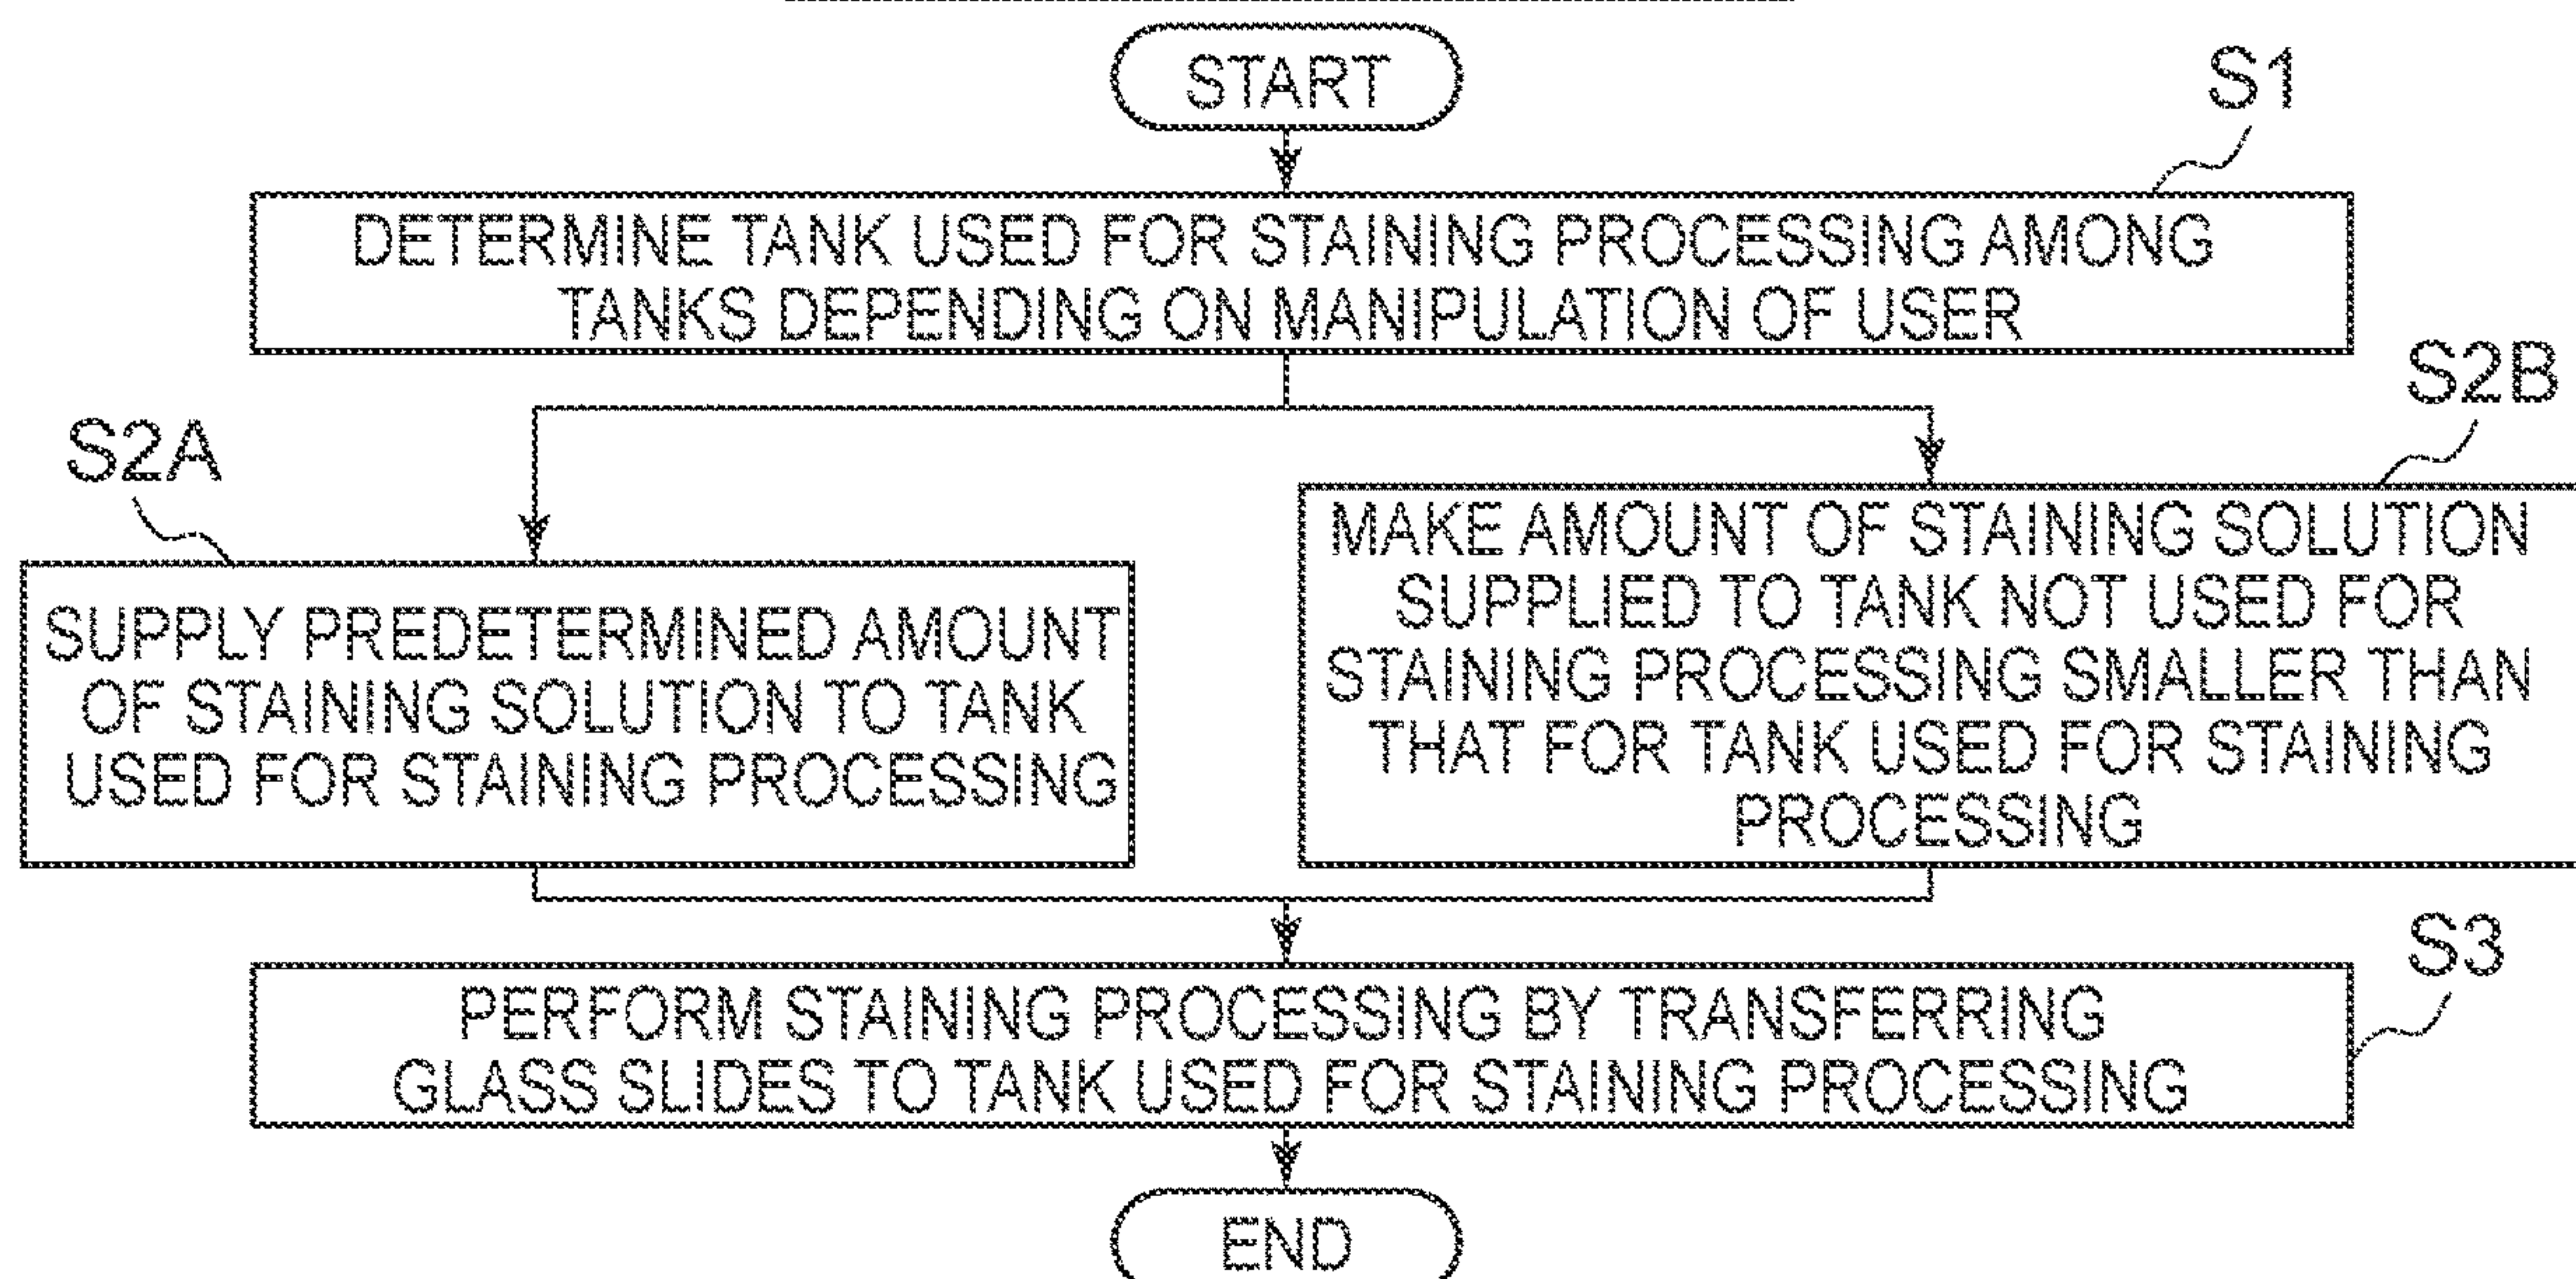 START
S1
DETERMINE TANK USED FOR STAINING PROCESSING AMONG
TANKS DEPENDING ON MANIPULATION OF USER
S2A
SUPPLY PREDETERMINED AMOUNT
OF STAINING SOLUTION TO TANK
USED FOR STAINING PROCESSING
S2B
MAKE AMOUNT OF STAINING SOLUTION
SUPPLIED TO TANK NOT USED FOR
STAINING PROCESSING SMALLER THAN
THAT FOR TANK USED FOR STAINING
PROCESSING
S3
PERFORM STAINING PROCESSING BY TRANSFERRING
GLASS SLIDES TO TANK USED FOR STAINING PROCESSING
END